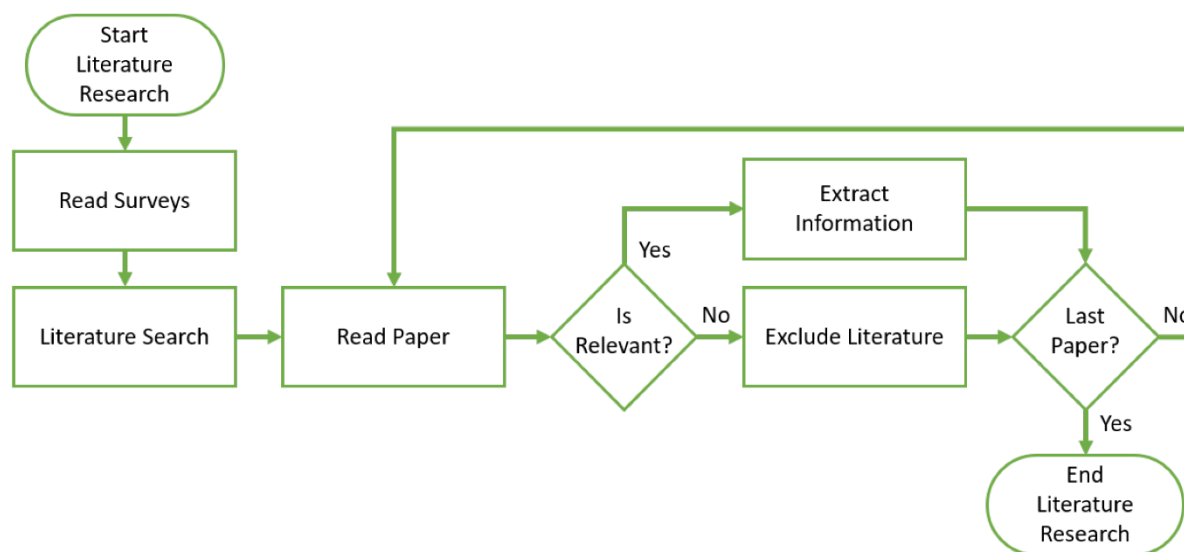 Start
Literature
Research
Read Surveys
Literature Search
Read Paper
Is
Relevant?
Yes
No
Extract
Information
Exclude Literature
Last
Paper?
No
Yes
End
Literature
Research